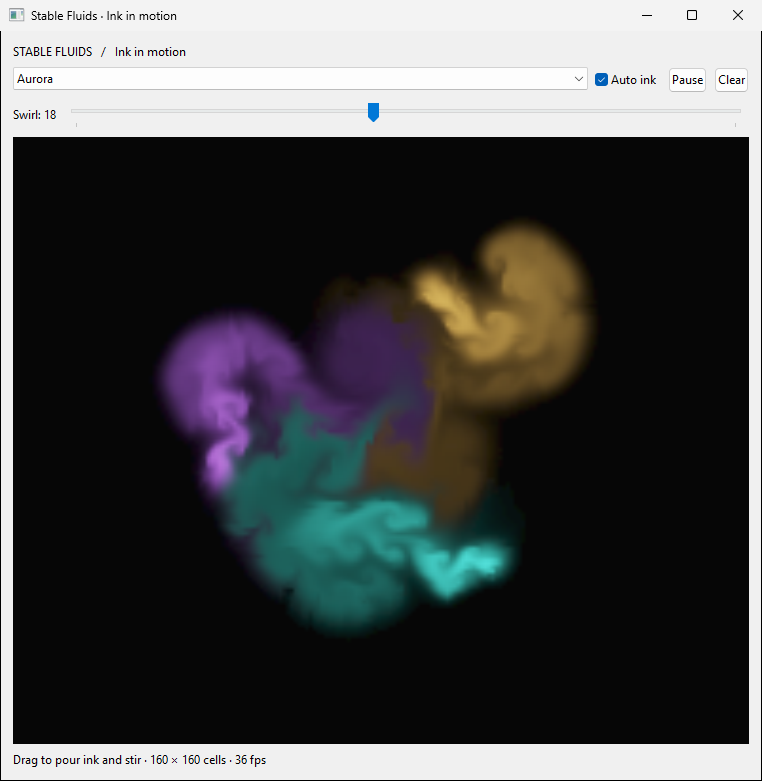 Stable Fluids · Ink in motion
STABLE FLUIDS / Ink in motion
Aurora
Auto ink
Pause
Clear
Swirl: 18
Drag to pour ink and stir · 160 × 160 cells · 36 fps